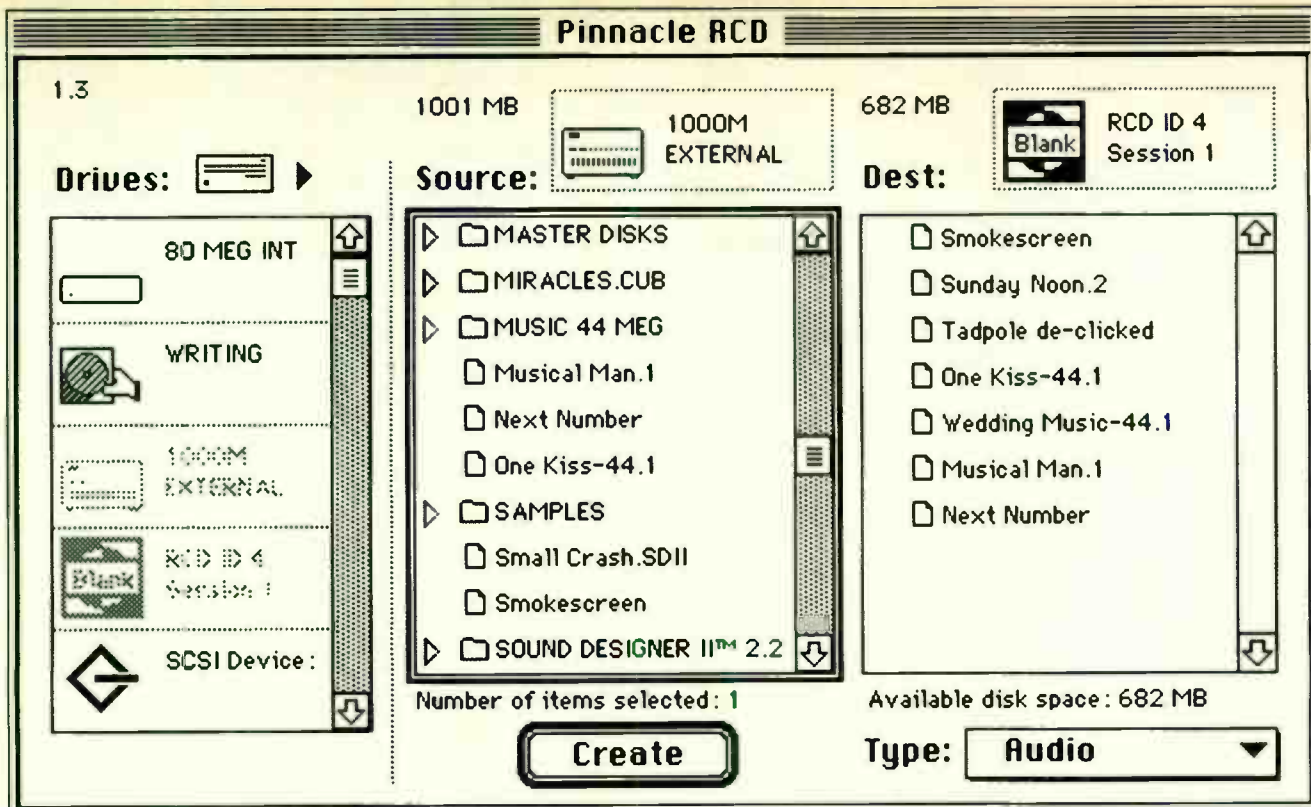 Pinnacle RCD
1.3
Drives:
80 MEG INT
WRITING
1000M
EXTERNAL
RCD ID 4
Blank
Session 1
SCSI Device:
1001 MB
1000M
EXTERNAL
Source:
MASTER DISKS
MIRACLES.CUB
MUSIC 44 MEG
Musical Man.1
Next Number
One Kiss-44.1
SAMPLES
Small Crash.SDII
Smokescreen
SOUND DESIGNER II™ 2.2
Number of items selected: 1
Create
682 MB
RCD ID 4
Blank
Session 1
Dest:
Smokescreen
Sunday Noon.2
Tadpole de-clicked
One Kiss-44.1
Wedding Music-44.1
Musical Man.1
Next Number
Available disk space: 682 MB
Type: Audio